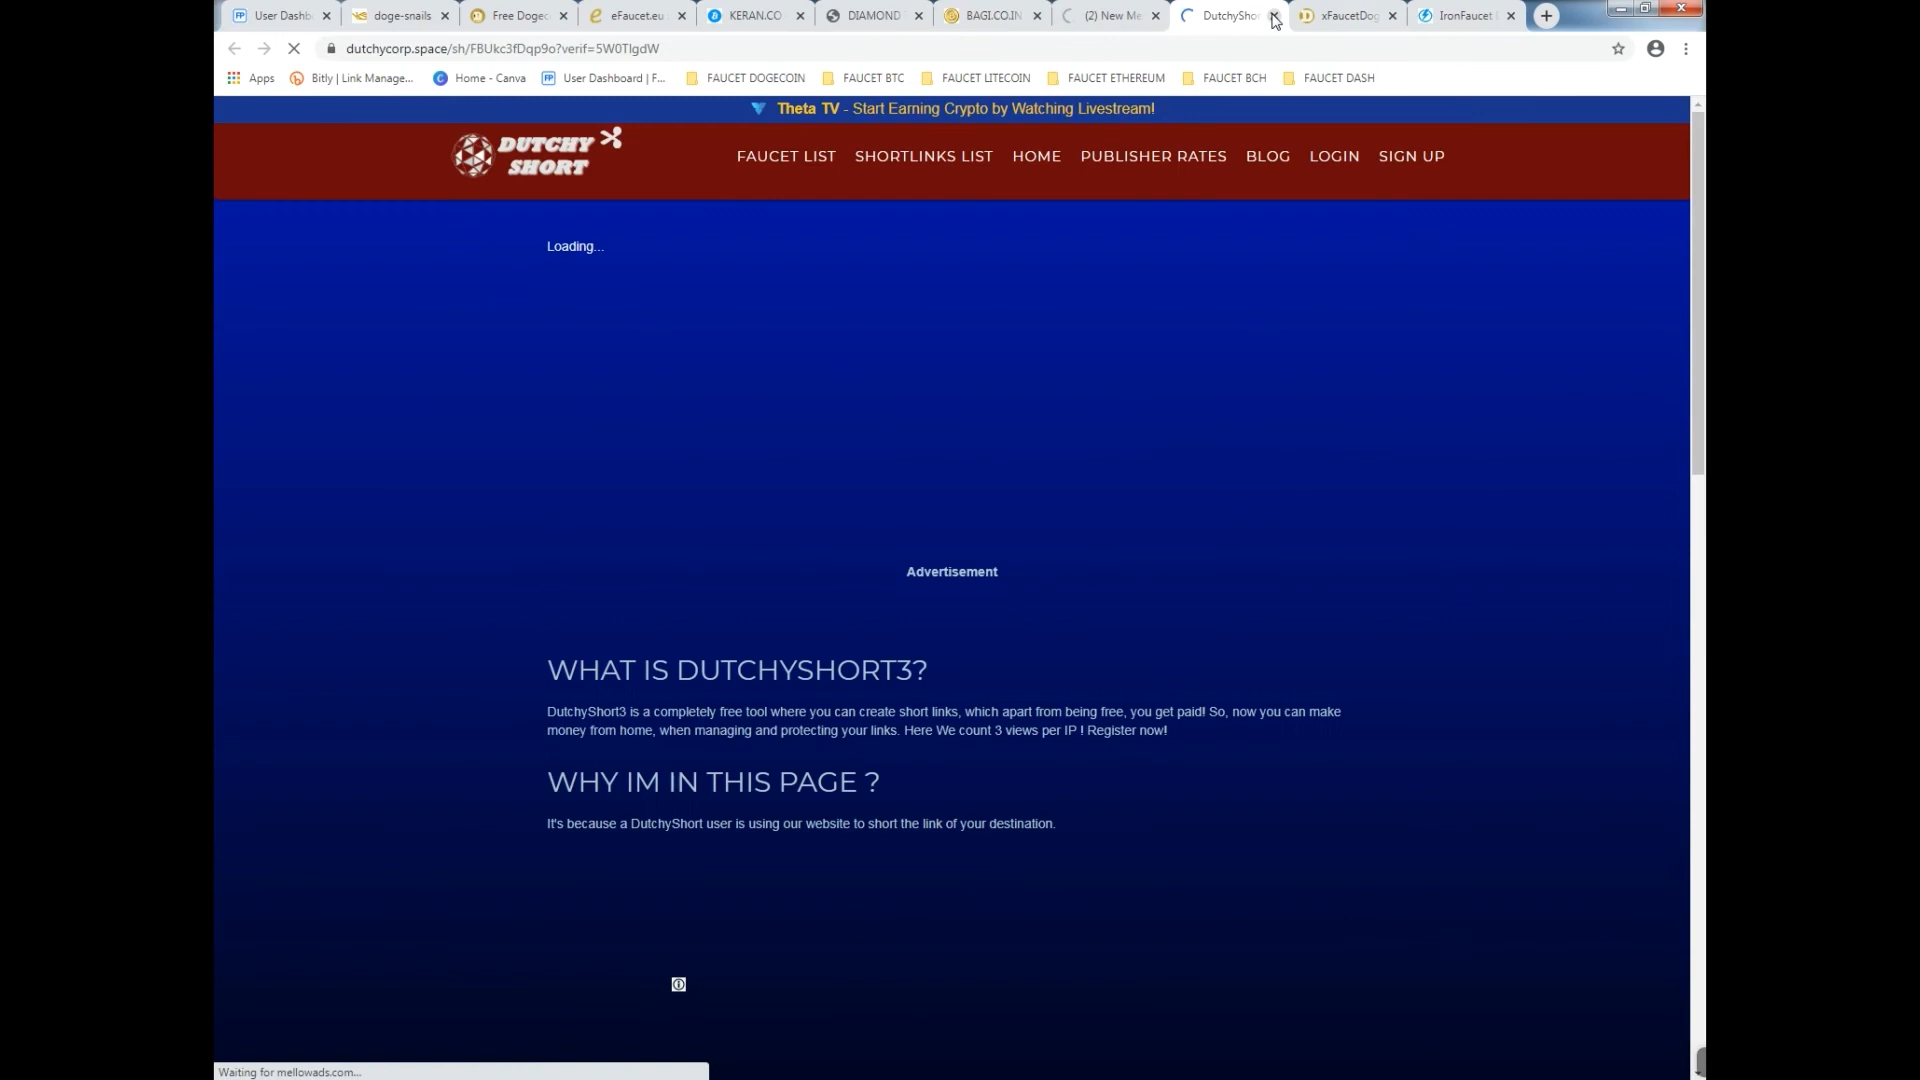 User Dashb
doge-snails
Free Dogec
eFaucet.eu
KERAN.CO
DIAMOND
BAGI.CO.IN
(2) New Me
DutchySho
xFaucetDog
IronFaucet
dutchycorp.space/sh/FBUkc3fDqp9o?verif=5W0TlgdW
Apps
Bitly | Link Manage...
Home - Canva
User Dashboard | F...
FAUCET DOGECOIN
FAUCET BTC
FAUCET LITECOIN
FAUCET ETHEREUM
FAUCET BCH
FAUCET DASH
Theta TV - Start Earning Crypto by Watching Livestream!
DUTCHY
SHORT
FAUCET LIST
SHORTLINKS LIST
HOME
PUBLISHER RATES
BLOG
LOGIN
SIGN UP
Loading...
Advertisement
WHAT IS DUTCHYSHORT3?
DutchyShort3 is a completely free tool where you can create short links, which apart from being free, you get paid! So, now you can make
money from home, when managing and protecting your links. Here We count 3 views per IP ! Register now!
WHY IM IN THIS PAGE ?
It's because a DutchyShort user is using our website to short the link of your destination.
Waiting for mellowads.com...